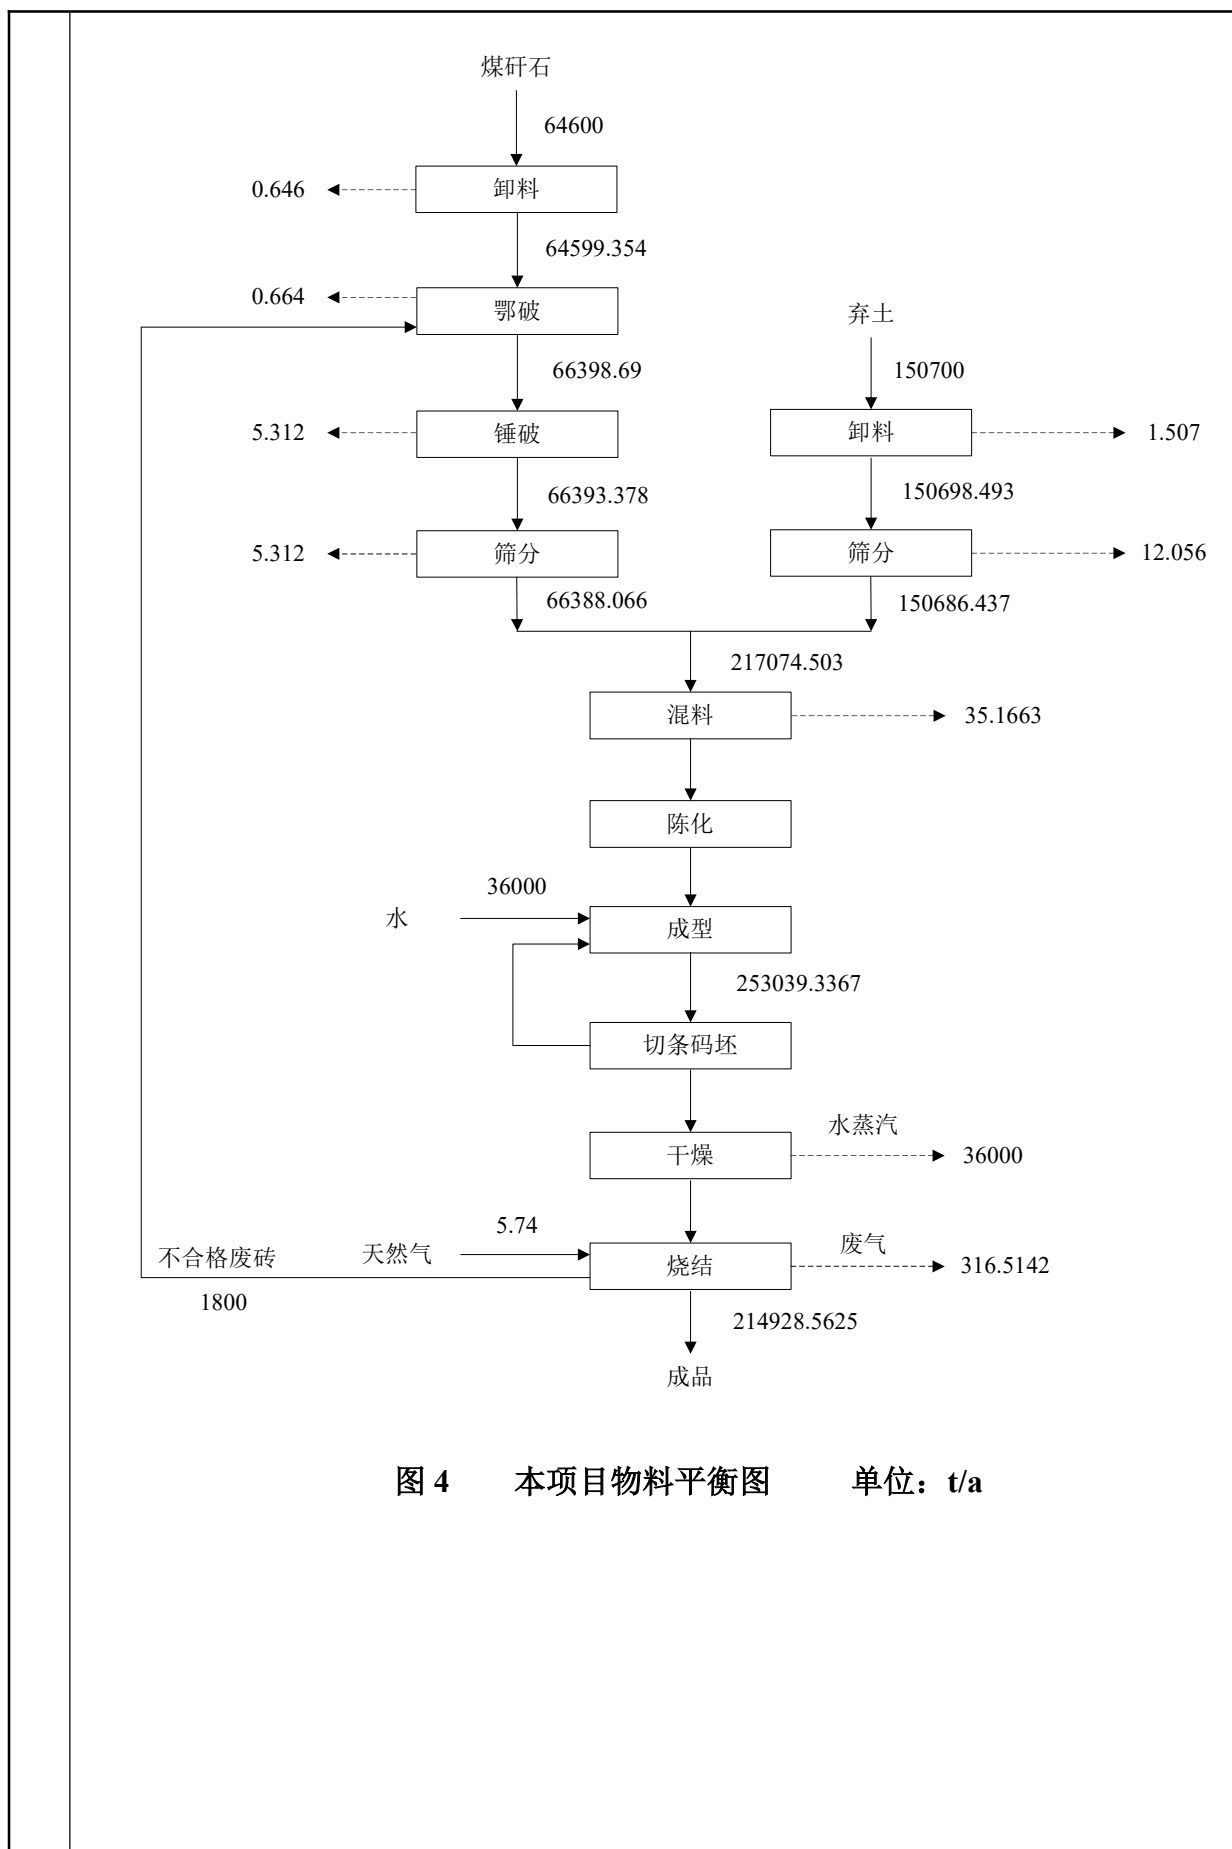 煤矸石
64600
0.646
卸料
64599.354
0.664
鄂破
弃土
66398.69
150700
5.312
锤破
卸料
1.507
66393.378
150698.493
5.312
筛分
筛分
12.056
66388.066
150686.437
217074.503
混料
35.1663
陈化
36000
水
成型
253039.3367
切条码坯
水蒸汽
干燥
36000
5.74
不合格废砖
天然气
废气
烧结
316.5142
1800
214928.5625
成品
图 4 本项目物料平衡图 单位：t/a